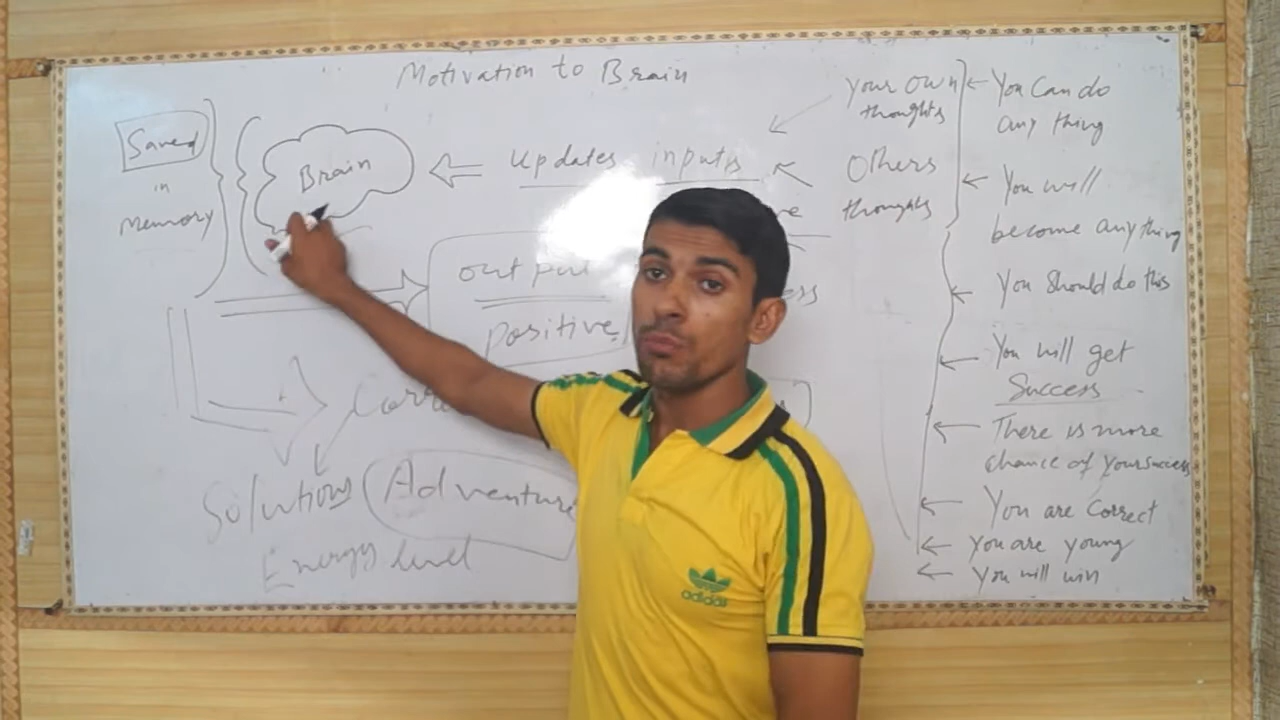 Motivation to Brain
Saved
in
memory
Brain
updates inputs
Your own
thoughts
Others
thoughts
output
positive
Solutions
Adventure
Energy level
You Can do
any thing
You will
become any thing
You Should do this
You will get
Success
There is more
chance of your success
You are Correct
You are young
You will win
adidas